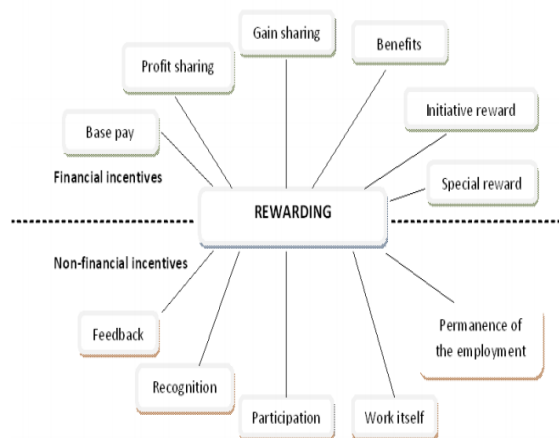 Gain sharing
Benefits
Profit sharing
Initiative reward
Base pay
Financial incentives
Special reward
REWARDING
Non-financial incentives
Feedback
Permanence of
the employment
Recognition
Participation
Work itself